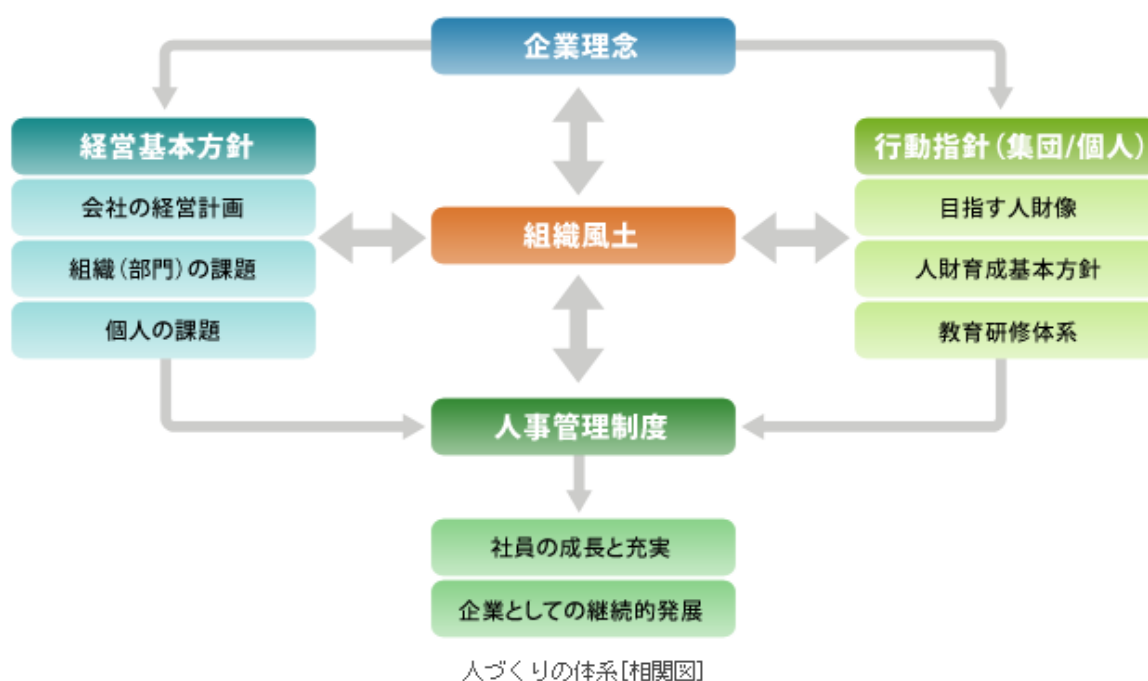 企業理念
経営基本方針
会社の経営計画
組織(部門)の課題
個人の課題
組織風土
行動指針(集団/個人)
目指す人財像
人財育成基本方針
教育研修体系
人事管理制度
社員の成長と充実
企業としての継続的発展
人づくりの体系[相関図]